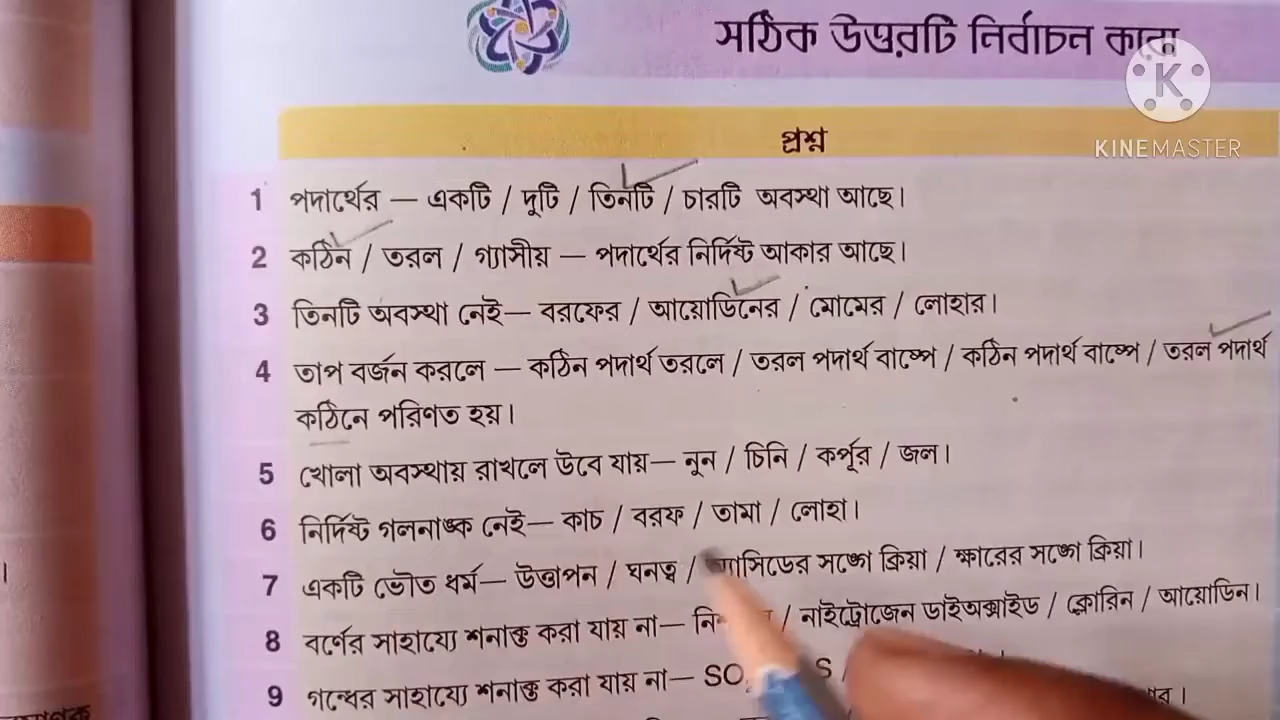 সঠিক উত্তরটি নির্বাচন করো
K
KINEMASTER
প্রশ্ন
1 পদার্থের — একটি / দুটি / তিনটি / চারটি অবস্থা আছে।
2 কঠিন / তরল / গ্যাসীয় — পদার্থের নির্দিষ্ট আকার আছে।
3 তিনটি অবস্থা নেই— বরফের / আয়োডিনের / মোমের / লোহার।
4 তাপ বর্জন করলে — কঠিন পদার্থ তরলে / তরল পদার্থ বাষ্পে / কঠিন পদার্থ বাষ্পে / তরল পদার্থ
কঠিনে পরিণত হয়।
5 খোলা অবস্থায় রাখলে উবে যায়— নুন / চিনি / কর্পূর / জল।
6 নির্দিষ্ট গলনাঙ্ক নেই— কাচ / বরফ / তামা / লোহা।
7 একটি ভৌত ধর্ম— উত্তাপন / ঘনত্ব / সঙ্গে ক্রিয়া / ক্ষারের সঙ্গে ক্রিয়া।
8 বর্ণের সাহায্যে শনাক্ত করা যায় না— / নাইট্রোজেন ডাইঅক্সাইড / ক্লোরিন / আয়োডিন।
9 গন্ধের সাহায্যে শনাক্ত করা যায় না— S /